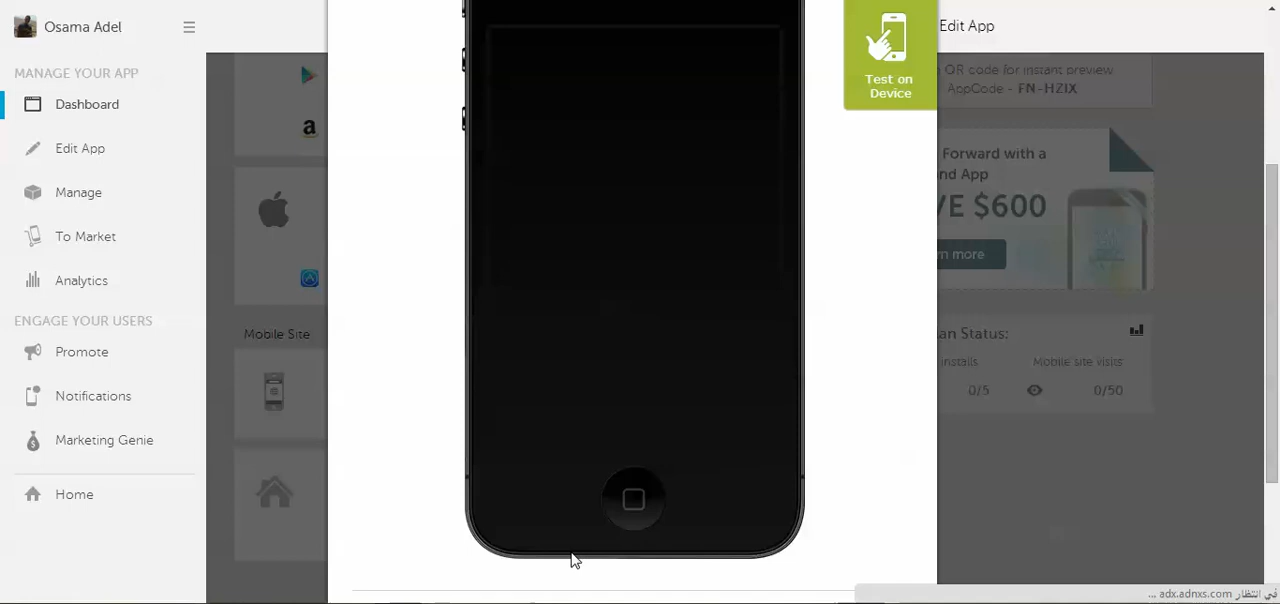 Osama Adel
MANAGE YOUR APP
Dashboard
Edit App
Manage
To Market
Analytics
ENGAGE YOUR USERS
Promote
Notifications
Marketing Genie
Home
a
Mobile Site
Test on
Device
Edit App
QR code for instant preview
AppCode - FN-HZIX
Forward with a
nd App
VE $600
rn more
an Status:
installs
Mobile site visits
0/5
0/50
في انتظار adx.adnxs.com ...